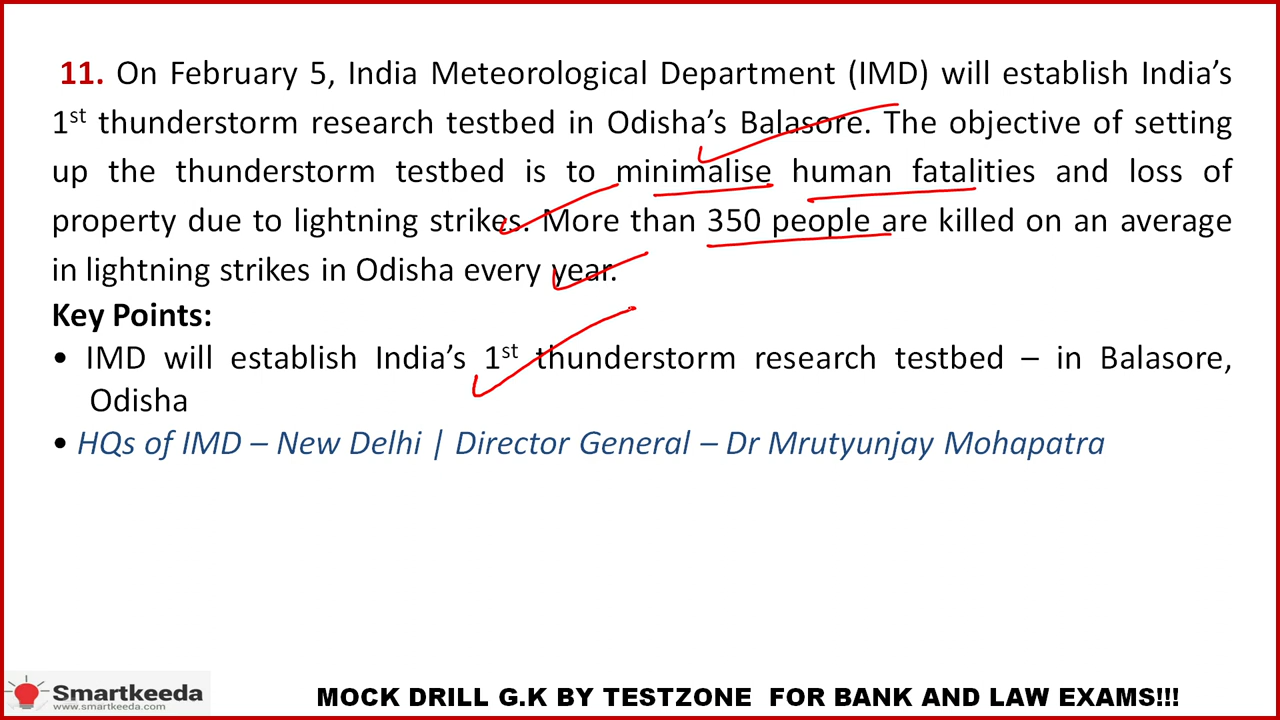 11. On February 5, India Meteorological Department (IMD) will establish India's
1st thunderstorm research testbed in Odisha's Balasore. The objective of setting
up the thunderstorm testbed is to minimalise human fatalities and loss of
property due to lightning strikes. More than 350 people are killed on an average
in lightning strikes in Odisha every year.
Key Points:
• IMD will establish India's 1st thunderstorm research testbed – in Balasore,
Odisha
• HQs of IMD – New Delhi | Director General – Dr Mrutyunjay Mohapatra
Smartkeeda
www.smartkeeda.com
MOCK DRILL G.K BY TESTZONE FOR BANK AND LAW EXAMS!!!